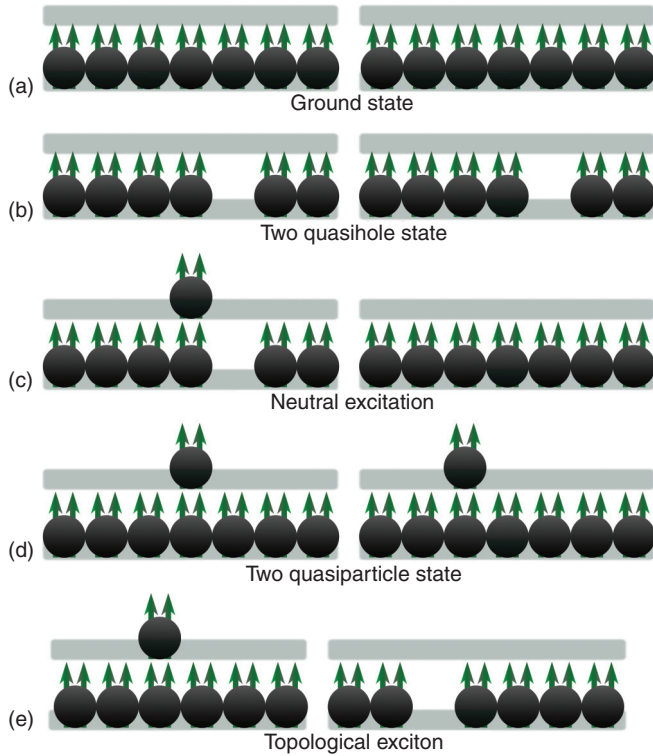 (a)
Ground state
(b)
Two quasihole state
(c)
Neutral excitation
(d)
Two quasiparticle state
(e)
Topological exciton